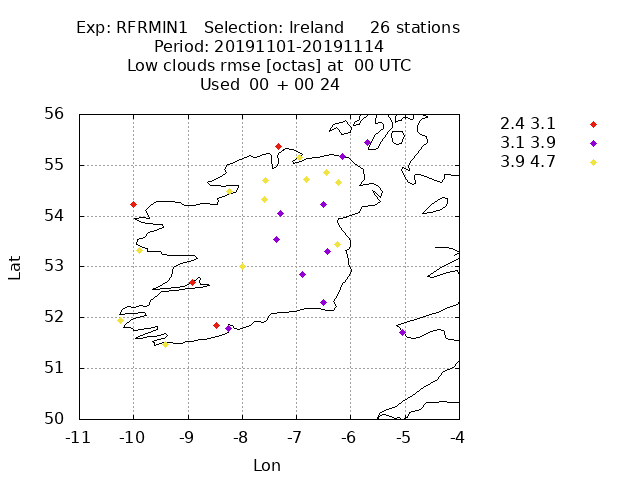 Exp: RFRMIN1 Selection: Ireland 26 stations
Period: 20191101-20191114
Low clouds rmse [octas] at 00 UTC
Used 00 + 00 24
2.4 3.1
3.1 3.9
3.9 4.7
56
55
54
53
52
51
50
Lat
-11 -10 -9 -8 -7 -6 -5 -4
Lon